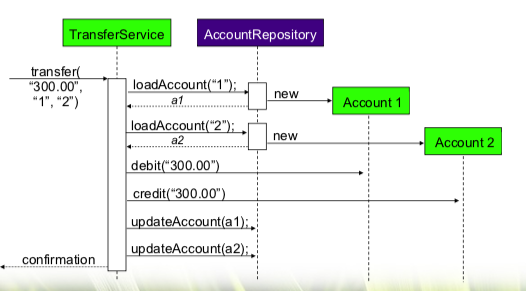 TransferService
AccountRepository
transfer(
“300.00”,
“1”, “2”)
loadAccount(“1”);
a1
new
Account 1
loadAccount(“2”);
a2
new
Account 2
debit(“300.00”)
credit(“300.00”)
updateAccount(a1);
updateAccount(a2);
confirmation